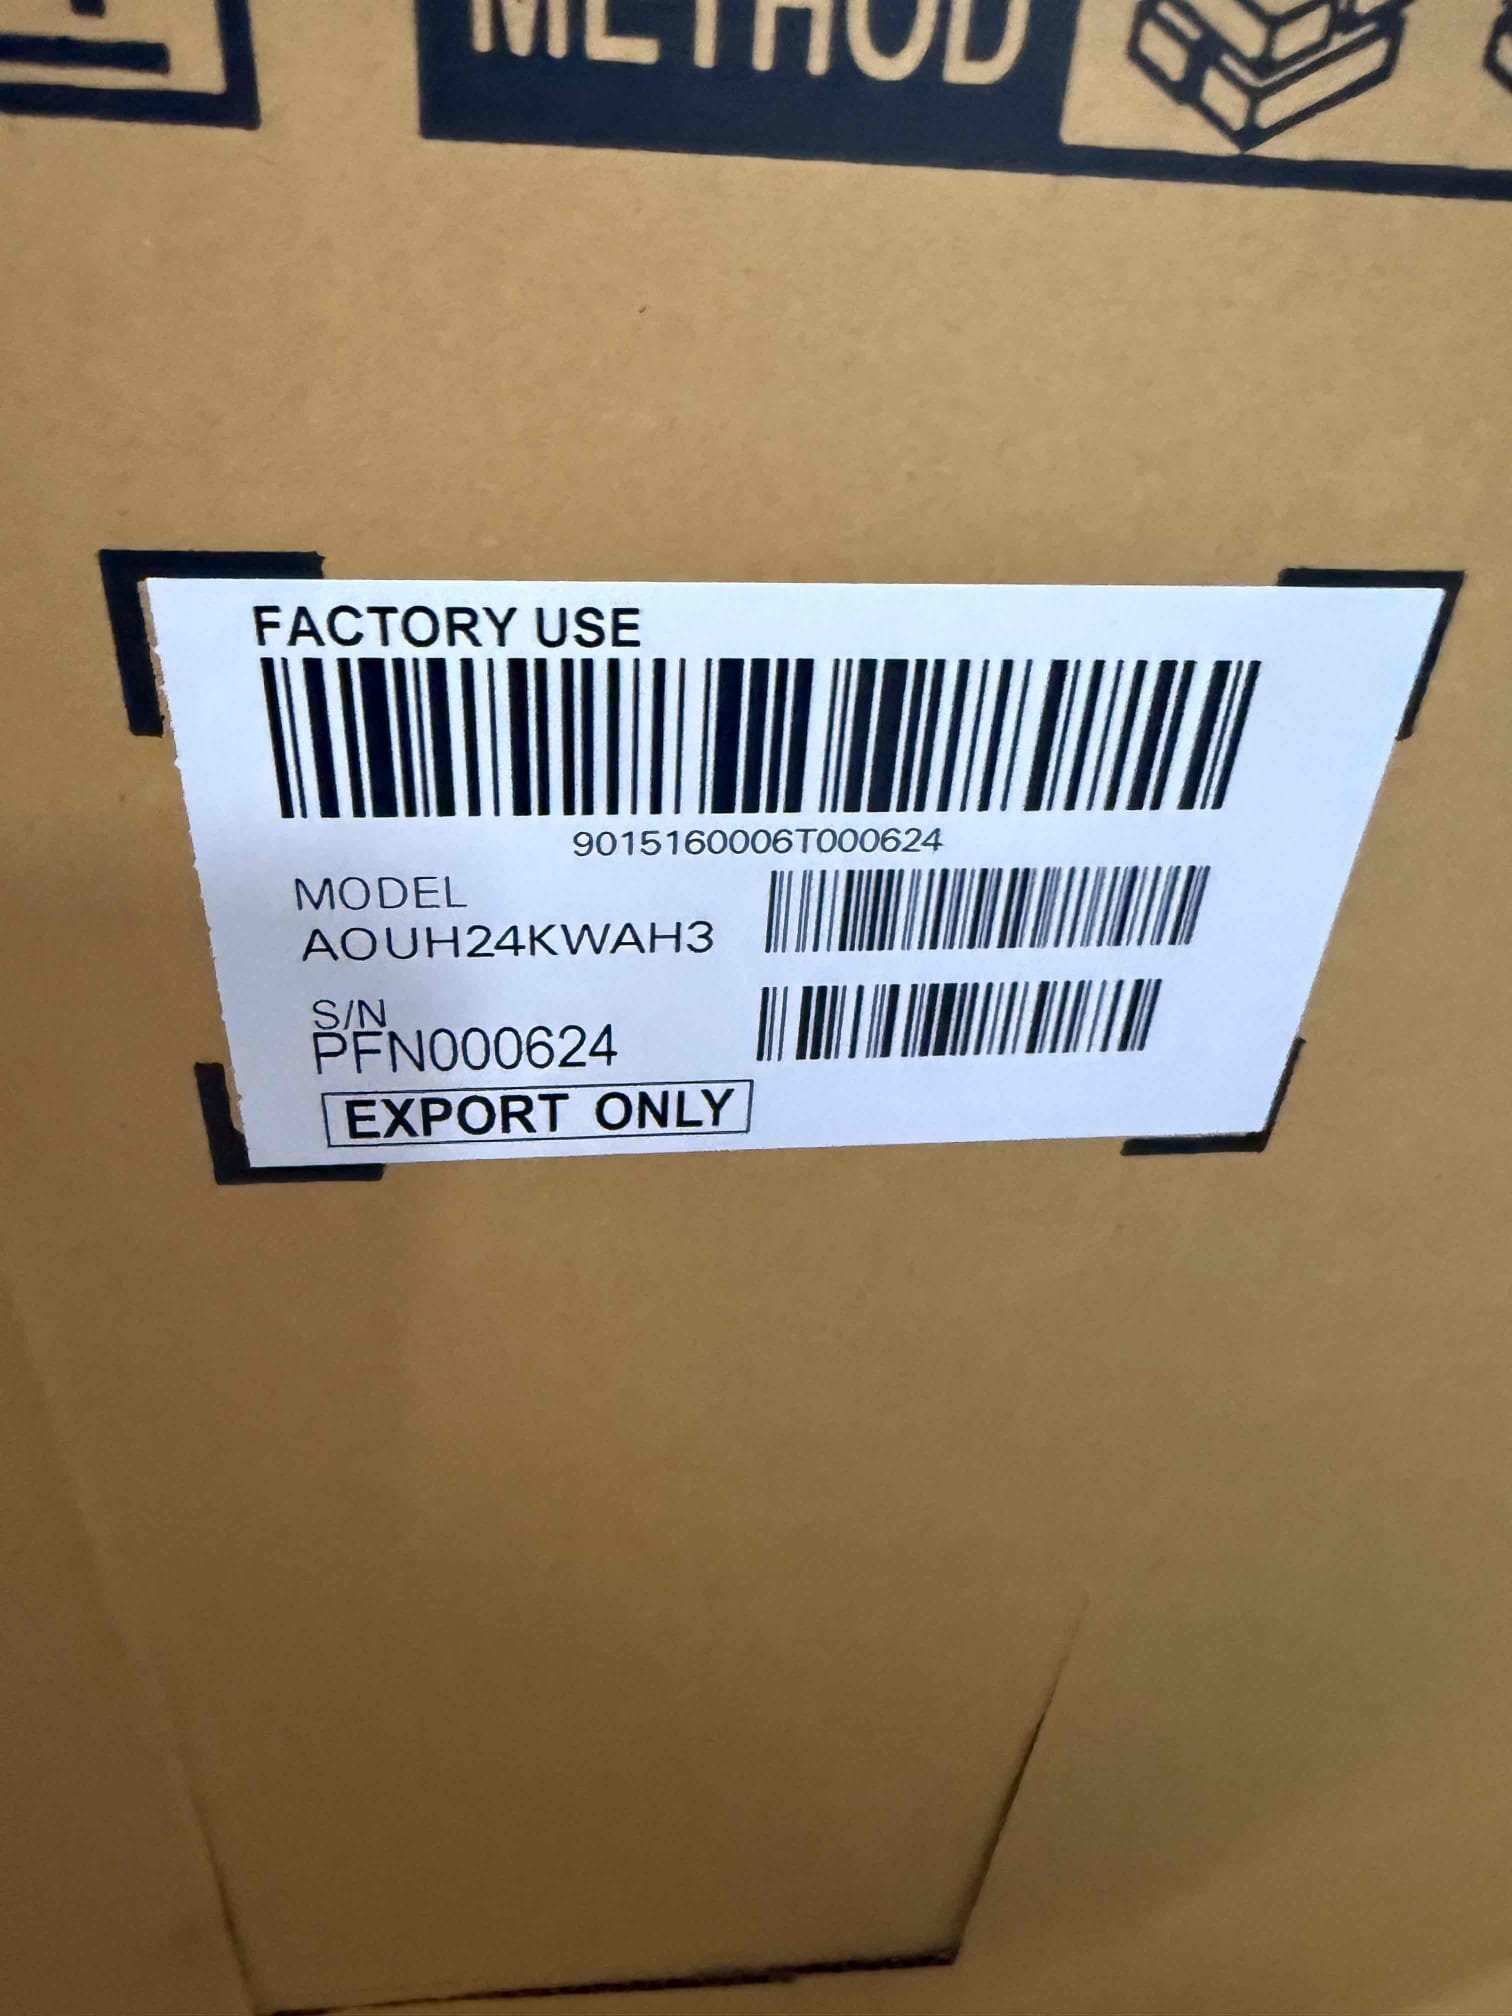 METHOD
FACTORY USE
9015160006T000624
MODEL
AOUH24KWAH3
S/N
PFN000624
EXPORT ONLY